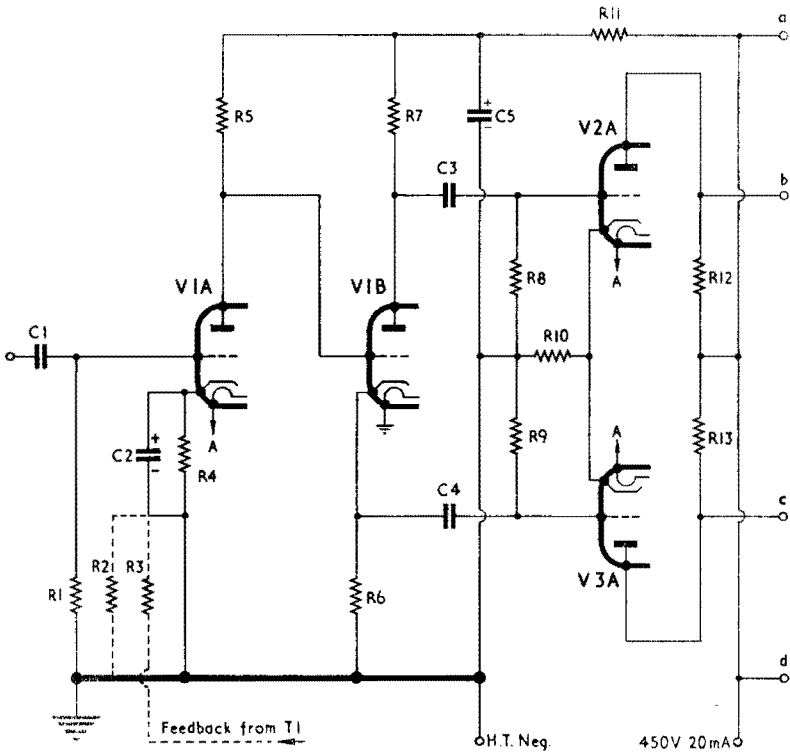 R11
a
R5
R7
+
C5
-
V2A
C3
b
V1A
V1B
R8
A
R12
C1
R10
A
C2
+
-
R4
R9
A
R13
C4
c
R1
R2
R3
R6
V3A
d
Feedback from T1
H.T. Neg.
450V 20mA